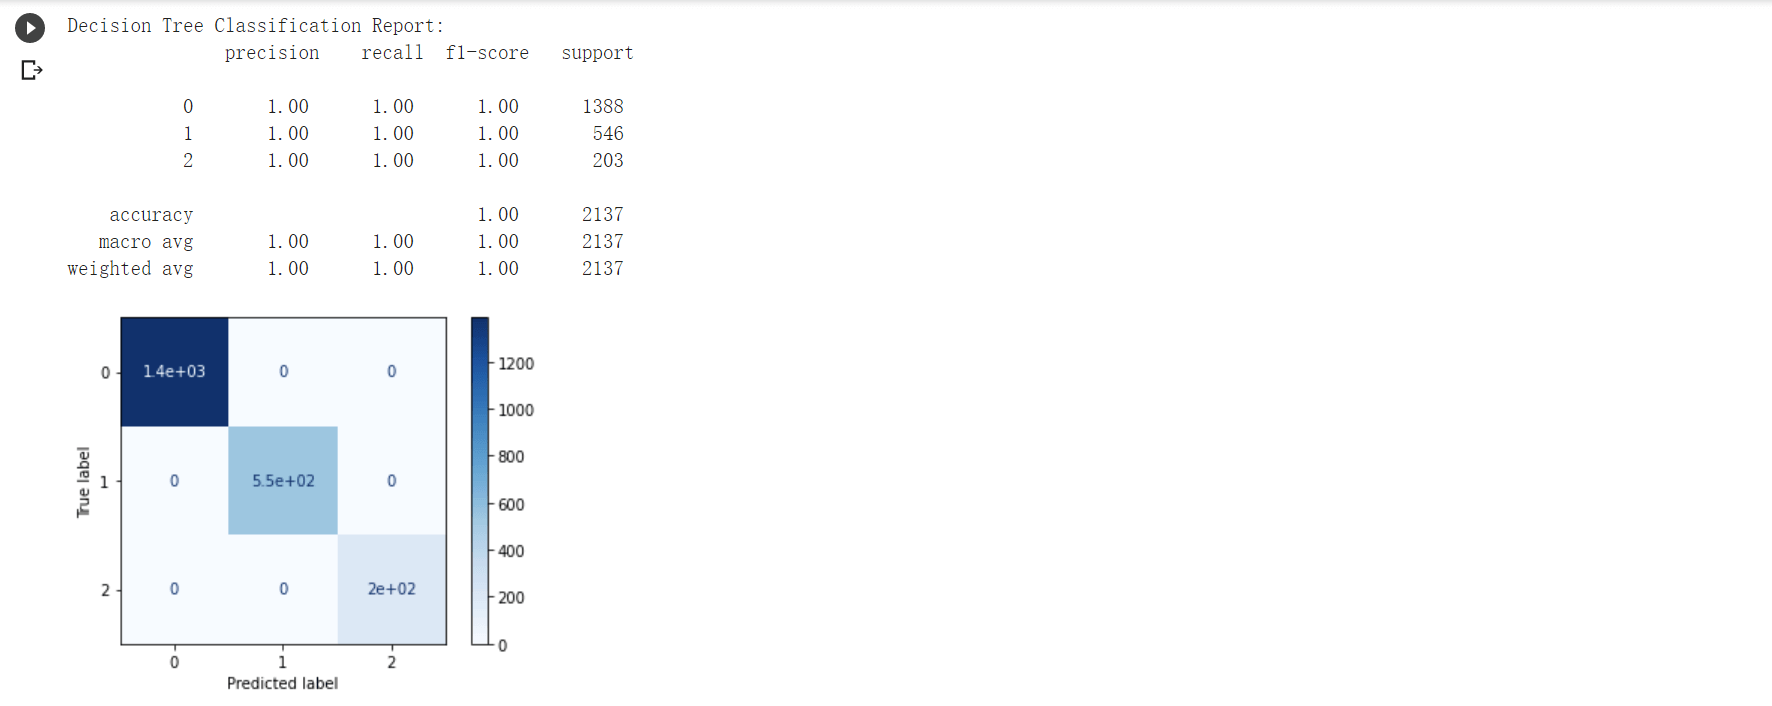 Decision Tree Classification Report:
precision recall f1-score support
0 1.00 1.00 1.00 1388
1 1.00 1.00 1.00 546
2 1.00 1.00 1.00 203
accuracy 1.00 2137
macro avg 1.00 1.00 1.00 2137
weighted avg 1.00 1.00 1.00 2137
0 1.4e+03 0 0
1 0 5.5e+02 0
2 0 0 2e+02
0 1 2
True label
Predicted label
1200
1000
800
600
400
200
0